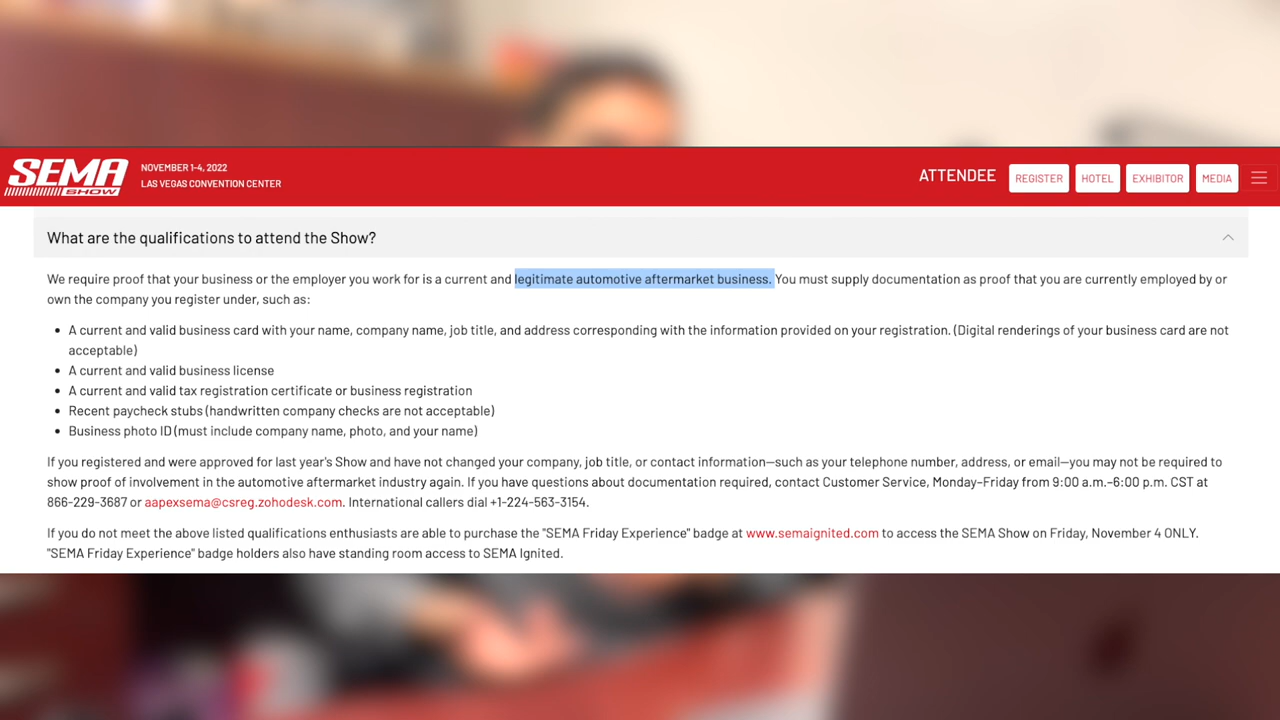 SEMA
SHOW
NOVEMBER 1-4, 2022
LAS VEGAS CONVENTION CENTER
ATTENDEE
REGISTER
HOTEL
EXHIBITOR
MEDIA
What are the qualifications to attend the Show?
We require proof that your business or the employer you work for is a current and legitimate automotive aftermarket business. You must supply documentation as proof that you are currently employed by or
own the company you register under, such as:
• A current and valid business card with your name, company name, job title, and address corresponding with the information provided on your registration. (Digital renderings of your business card are not
acceptable)
• A current and valid business license
• A current and valid tax registration certificate or business registration
• Recent paycheck stubs (handwritten company checks are not acceptable)
• Business photo ID (must include company name, photo, and your name)
If you registered and were approved for last year's Show and have not changed your company, job title, or contact information—such as your telephone number, address, or email—you may not be required to
show proof of involvement in the automotive aftermarket industry again. If you have questions about documentation required, contact Customer Service, Monday–Friday from 9:00 a.m.–6:00 p.m. CST at
866-229-3687 or aapexsema@csreg.zohodesk.com. International callers dial +1-224-563-3154.
If you do not meet the above listed qualifications enthusiasts are able to purchase the "SEMA Friday Experience" badge at www.semaignited.com to access the SEMA Show on Friday, November 4 ONLY.
"SEMA Friday Experience" badge holders also have standing room access to SEMA Ignited.